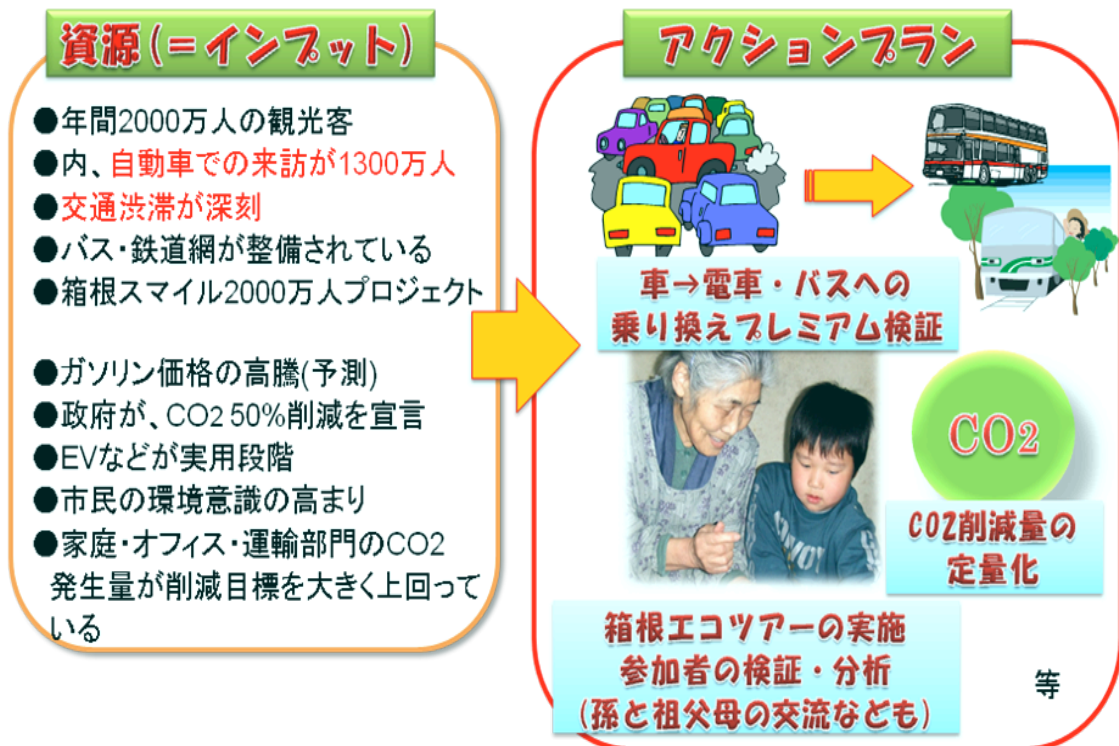 資源(=インプット)
●年間2000万人の観光客
●内、自動車での来訪が1300万人
●交通渋滞が深刻
●バス・鉄道網が整備されている
●箱根スマイル2000万人プロジェクト
●ガソリン価格の高騰(予測)
●政府が、CO2 50%削減を宣言
●EVなどが実用段階
●市民の環境意識の高まり
●家庭・オフィス・運輸部門のCO2
発生量が削減目標を大きく上回って
いる
アクションプラン
車→電車・バスへの
乗り換えプレミアム検証
CO2
CO2削減量の
定量化
箱根エコツアーの実施
参加者の検証・分析
(孫と祖父母の交流なども)
等